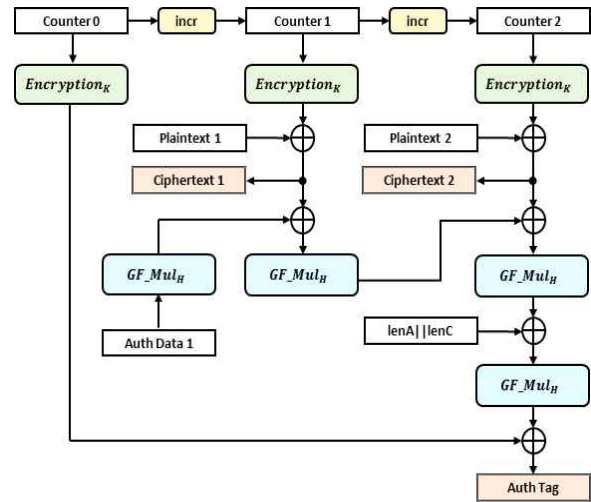 Counter 0
incr
Counter 1
incr
Counter 2
Encryption_K
Encryption_K
Encryption_K
Plaintext 1
Plaintext 2
Ciphertext 1
Ciphertext 2
GF_Mul_H
GF_Mul_H
GF_Mul_H
Auth Data 1
lenA||lenC
GF_Mul_H
Auth Tag